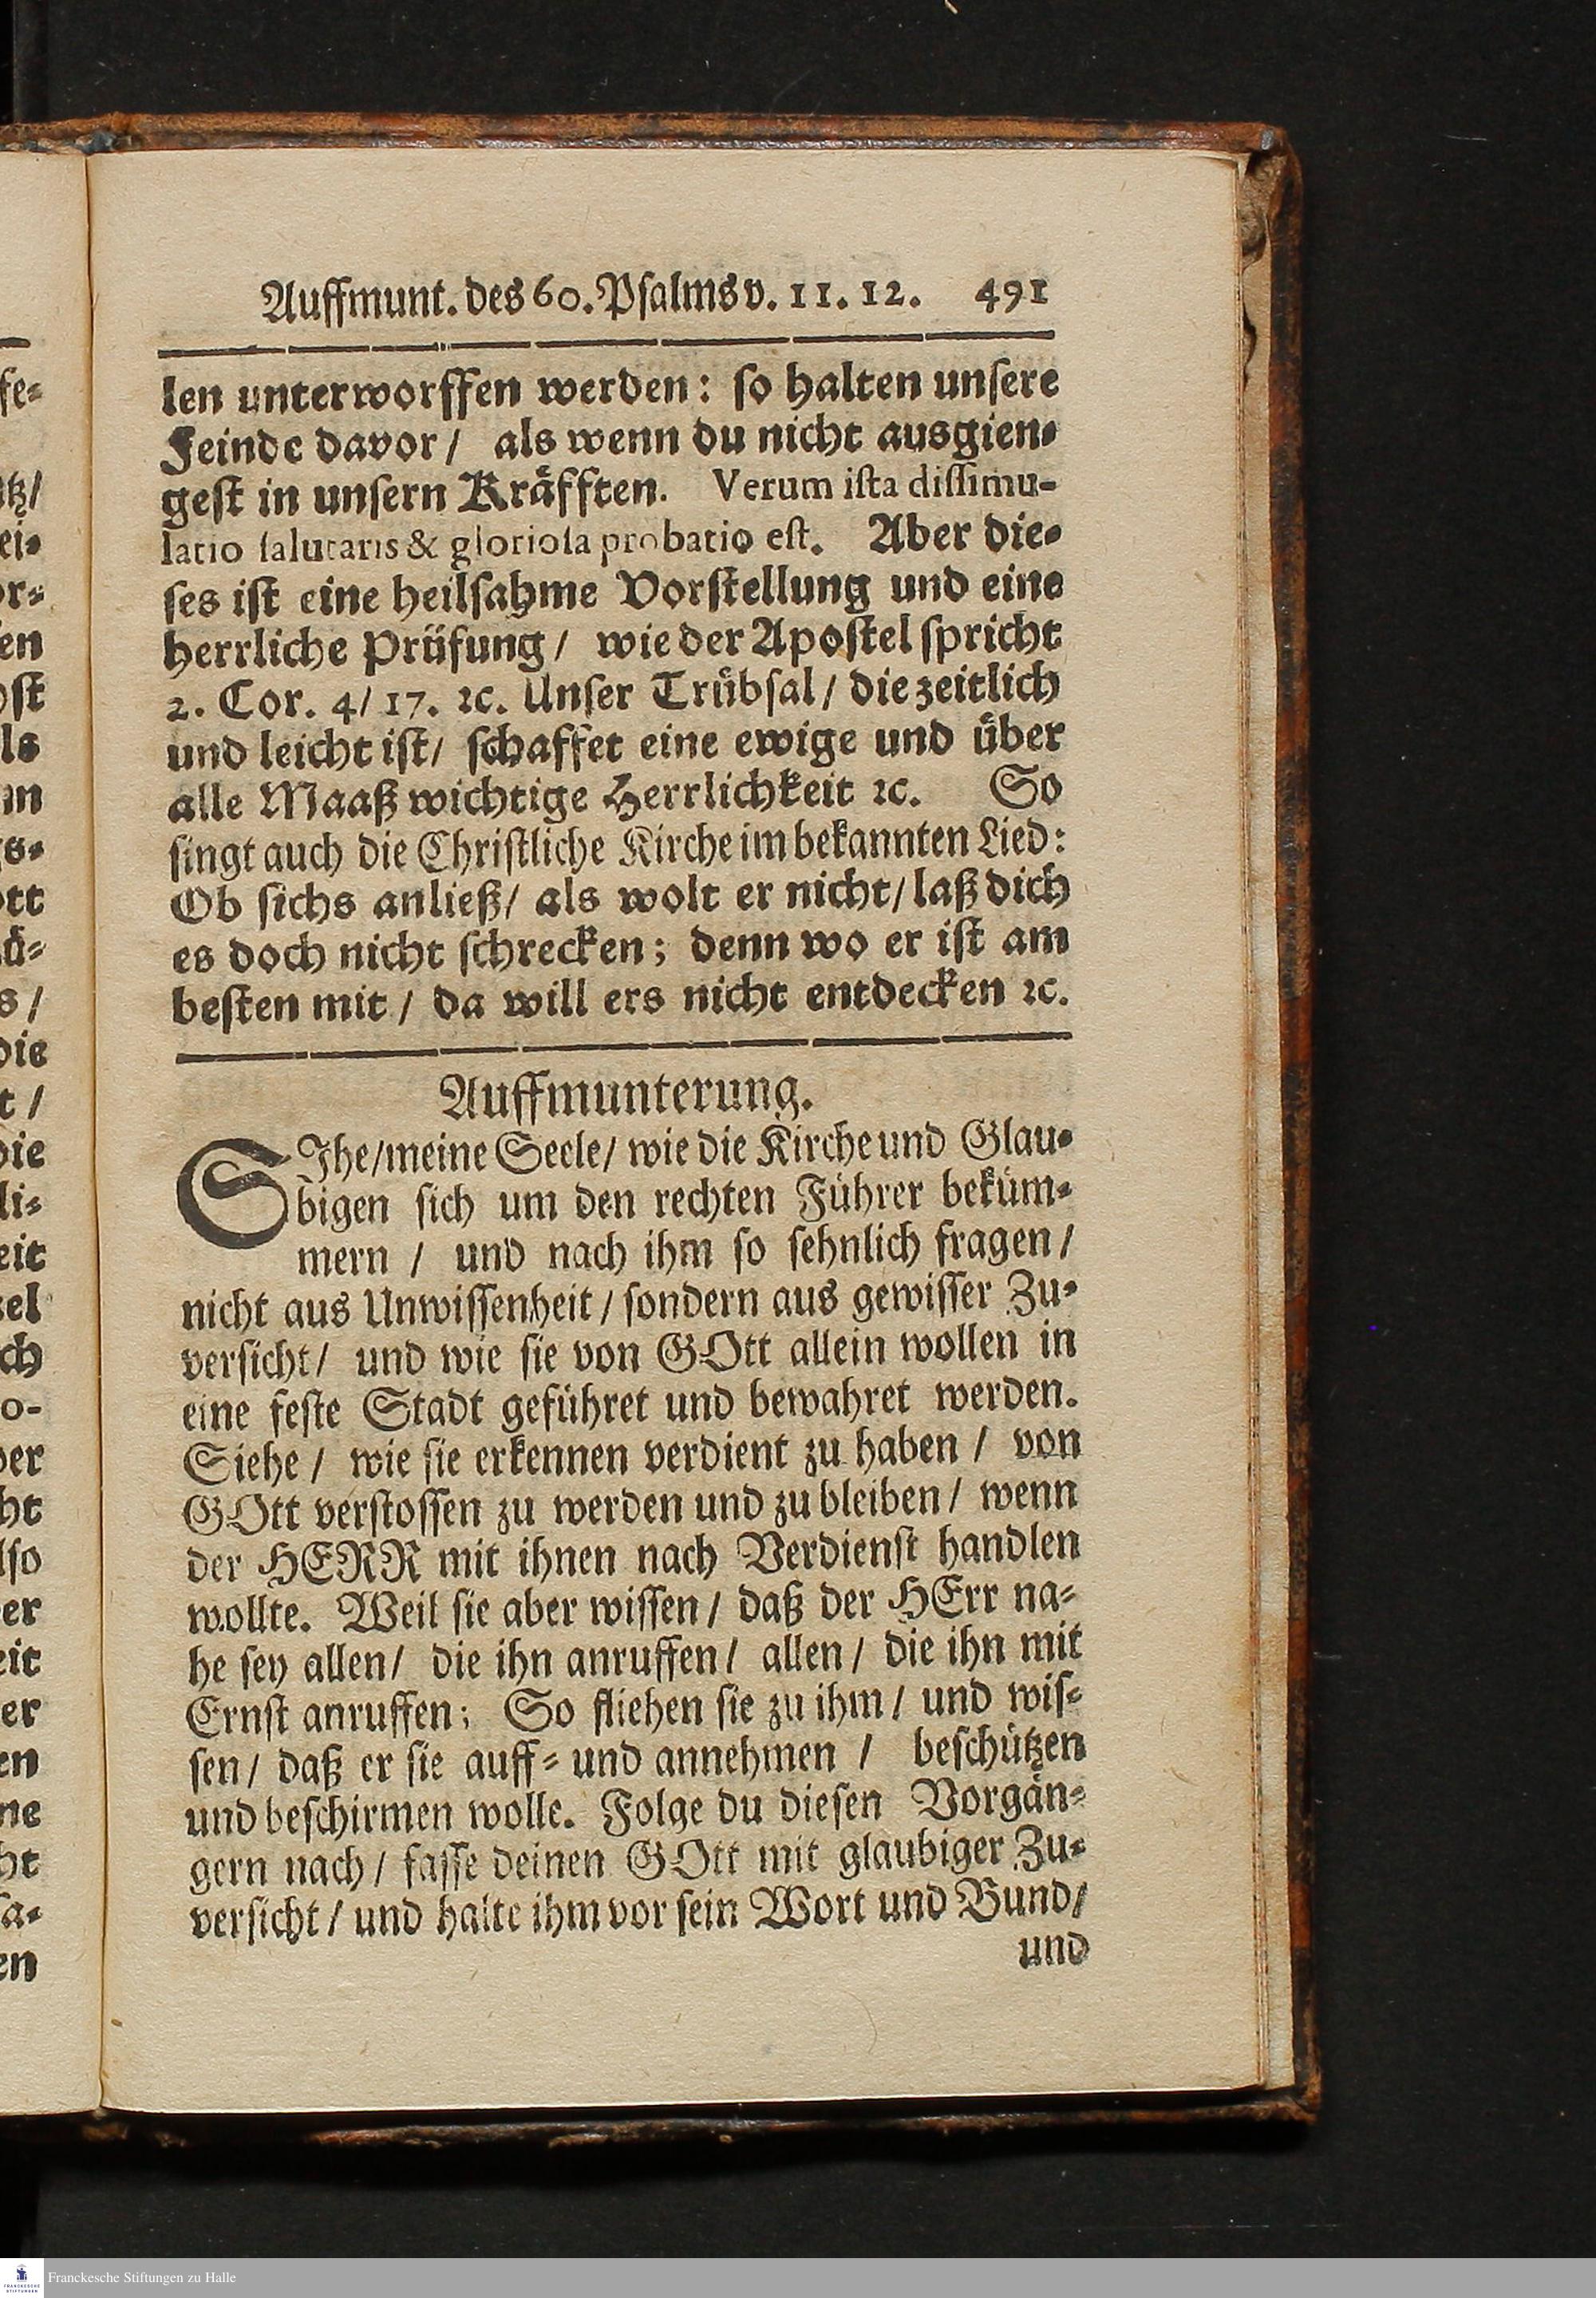 Auffmunt. des 60. Psalms v. 11. 12. 491
len unterworffen werden: so halten unsere
Feinde davor / als wenn du nicht ausgien-
gest in unsern Kräfften. Verum ista dissimu-
latio salutaris & gloriosa probatio est. Aber die-
ses ist eine heilsahme Vorstellung und eine
herrliche Prüfung / wie der Apostel spricht
2. Cor. 4 / 17. ꝛc. Unser Trübsal / die zeitlich
und leicht ist / schaffet eine ewige und über
alle Maaß wichtige Herrlichkeit ꝛc. So
singt auch die Christliche Kirche im bekannten Lied:
Ob sichs anließ / als wolt er nicht / laß dich
es doch nicht schrecken; denn wo er ist am
besten mit / da will ers nicht entdecken ꝛc.
Auffmunterung.
SIhe / meine Seele / wie die Kirche und Glau-
bigen sich um den rechten Führer beküm-
mern / und nach ihm so sehnlich fragen /
nicht aus Unwissenheit / sondern aus gewisser Zu-
versicht / und wie sie von GOtt allein wollen in
eine feste Stadt geführet und bewahret werden.
Siehe / wie sie erkennen verdient zu haben / von
GOtt verstossen zu werden und zu bleiben / wenn
der HERR mit ihnen nach Verdienst handlen
wollte. Weil sie aber wissen / daß der HErr na-
he sey allen / die ihn anruffen / allen / die ihn mit
Ernst anruffen; So fliehen sie zu ihm / und wis-
sen / daß er sie auff- und annehmen / beschützen
und beschirmen wolle. Folge du diesen Vorgän-
gern nach / fasse deinen GOtt mit glaubiger Zu-
versicht / und halte ihm vor sein Wort und Bund /
und
Franckesche Stiftungen zu Halle